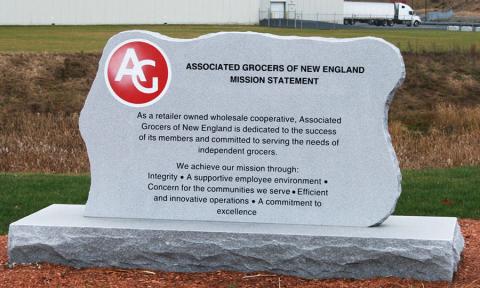 AG
ASSOCIATED GROCERS OF NEW ENGLAND
MISSION STATEMENT
As a retailer owned wholesale cooperative, Associated
Grocers of New England is dedicated to the success
of its members and committed to serving the needs of
independent grocers.
We achieve our mission through:
Integrity • A supportive employee environment •
Concern for the communities we serve • Efficient
and innovative operations • A commitment to
excellence